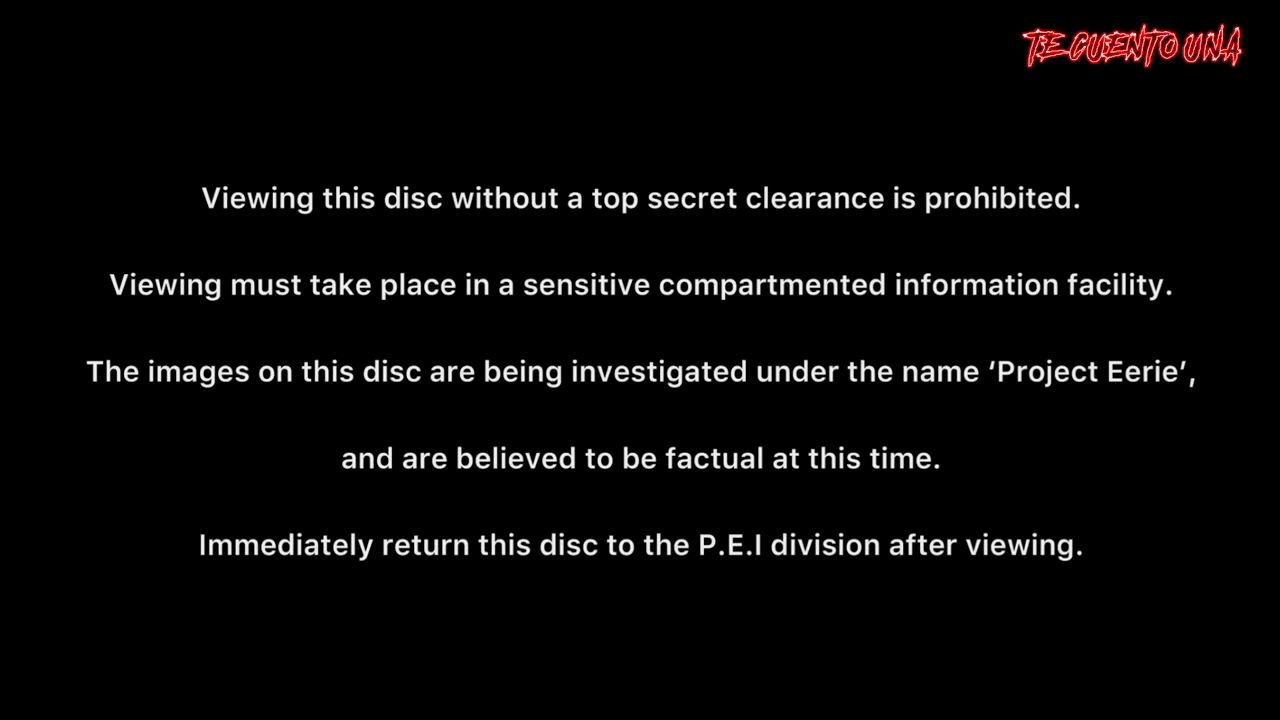 TE CUENTO UNA
Viewing this disc without a top secret clearance is prohibited.
Viewing must take place in a sensitive compartmented information facility.
The images on this disc are being investigated under the name ‘Project Eerie’,
and are believed to be factual at this time.
Immediately return this disc to the P.E.I division after viewing.